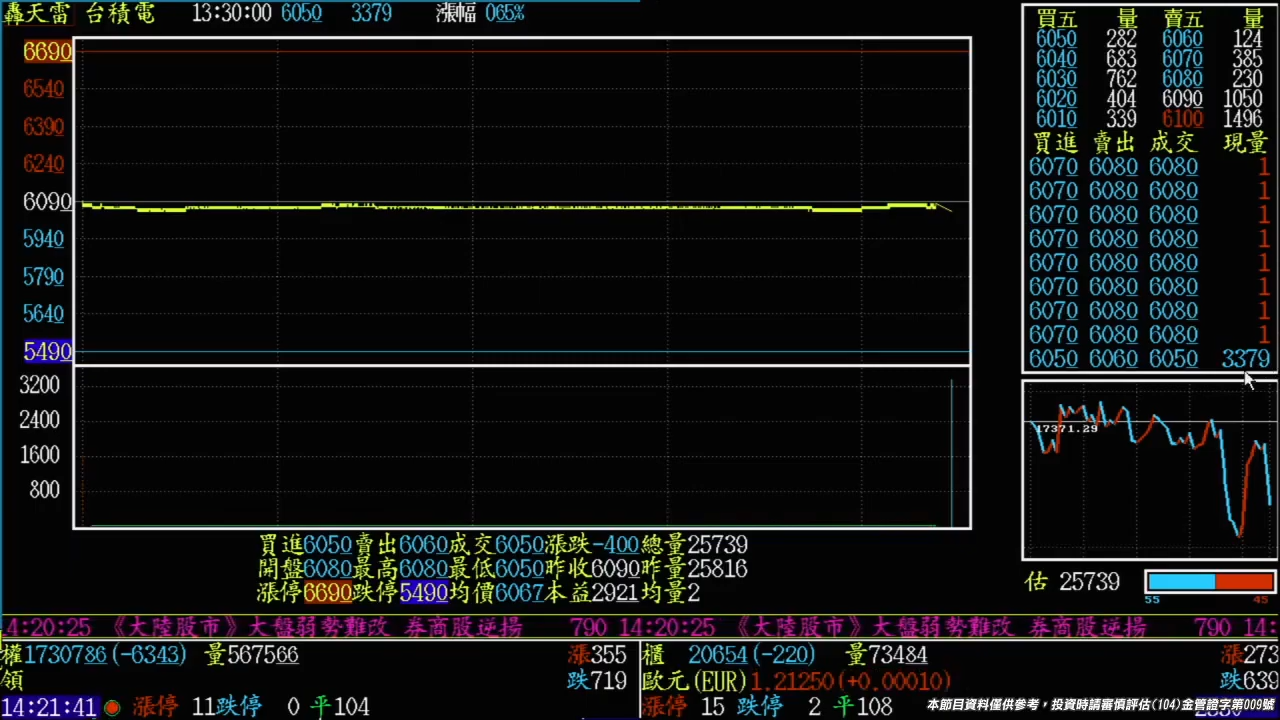 轟天雷 台積電 13:30:00 6050 3379 漲幅 065%
6690
6540
6390
6240
6090
5940
5790
5640
5490
3200
2400
1600
800
買五 量 賣五 量
6050 282 6060 124
6040 683 6070 385
6030 762 6080 230
6020 404 6090 1050
6010 339 6100 1496
買進 賣出 成交 現量
6070 6080 6080 1
6070 6080 6080 1
6070 6080 6080 1
6070 6080 6080 1
6070 6080 6080 1
6070 6080 6080 1
6070 6080 6080 1
6070 6080 6080 1
6050 6060 6050 3379
17371.29
估 25739
55 45
買進6050賣出6060成交6050漲跌-400總量25739
開盤6080最高6080最低6050昨收6090昨量25816
漲停6690跌停5490均價6067本益2921均量2
4:20:25 《大陸股市》大盤弱勢難改 券商股逆揚 790 14:20:25 《大陸股市》大盤弱勢難改 券商股逆揚 790 14:
權1730786(-6343) 量567566 漲355
領 跌719
14:21:41 漲停 11跌停 0 平104
櫃 20654(-220) 量73484 漲273
歐元(EUR)1.21250(+0.00010) 跌639
漲停 15 跌停 2 平108
本節目資料僅供參考，投資時請審慎評估(104)金管證字第009號